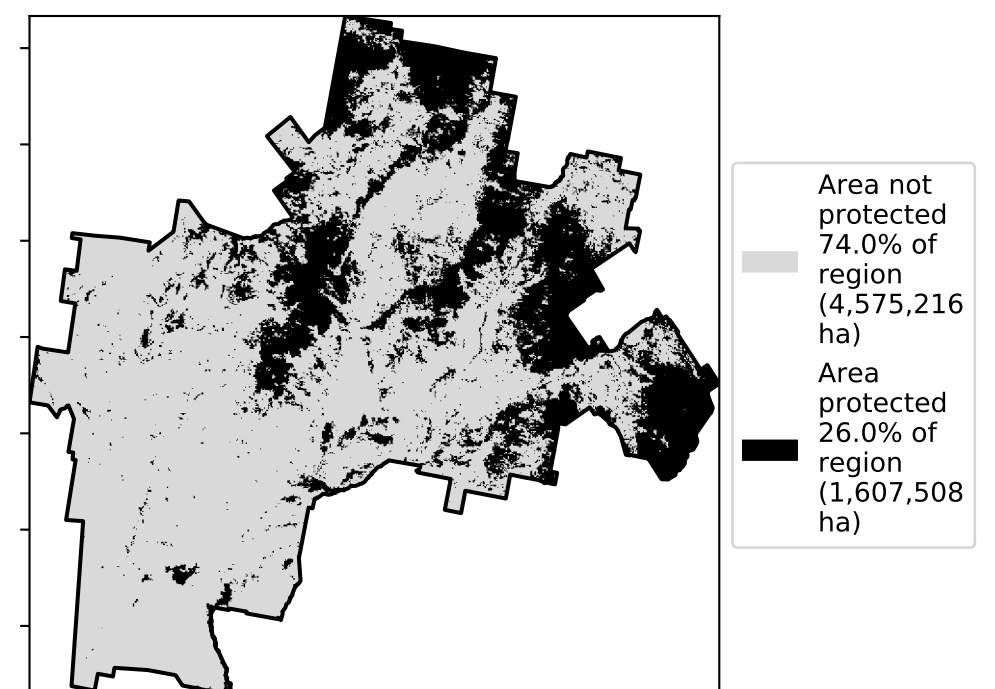 Area not
protected
74.0% of
region
(4,575,216
ha)
Area
protected
26.0% of
region
(1,607,508
ha)